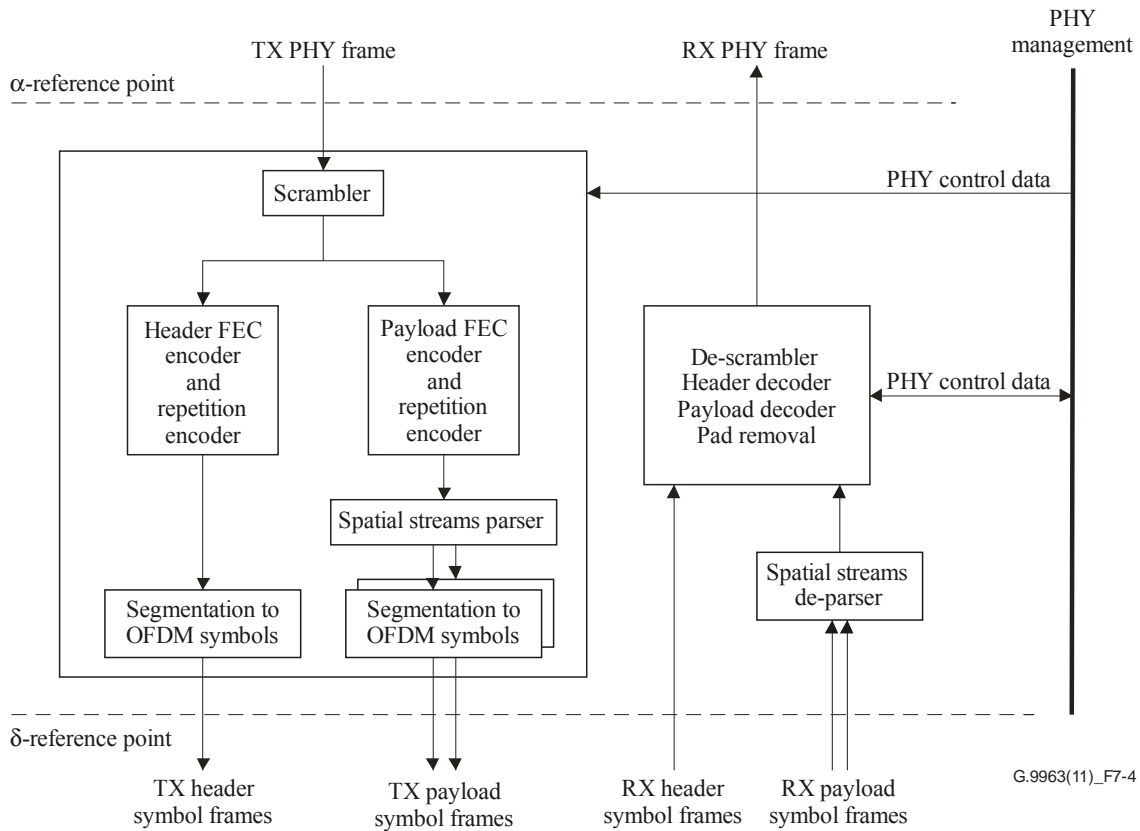 TX PHY frame
RX PHY frame
PHY
management
α-reference point
Scrambler
PHY control data
Header FEC
encoder
and
repetition
encoder
Payload FEC
encoder
and
repetition
encoder
De-scrambler
Header decoder
Payload decoder
Pad removal
PHY control data
Spatial streams parser
Segmentation to
OFDM symbols
Segmentation to
OFDM symbols
Spatial streams
de-parser
δ-reference point
TX header
symbol frames
TX payload
symbol frames
RX header
symbol frames
RX payload
symbol frames
G.9963(11)_F7-4